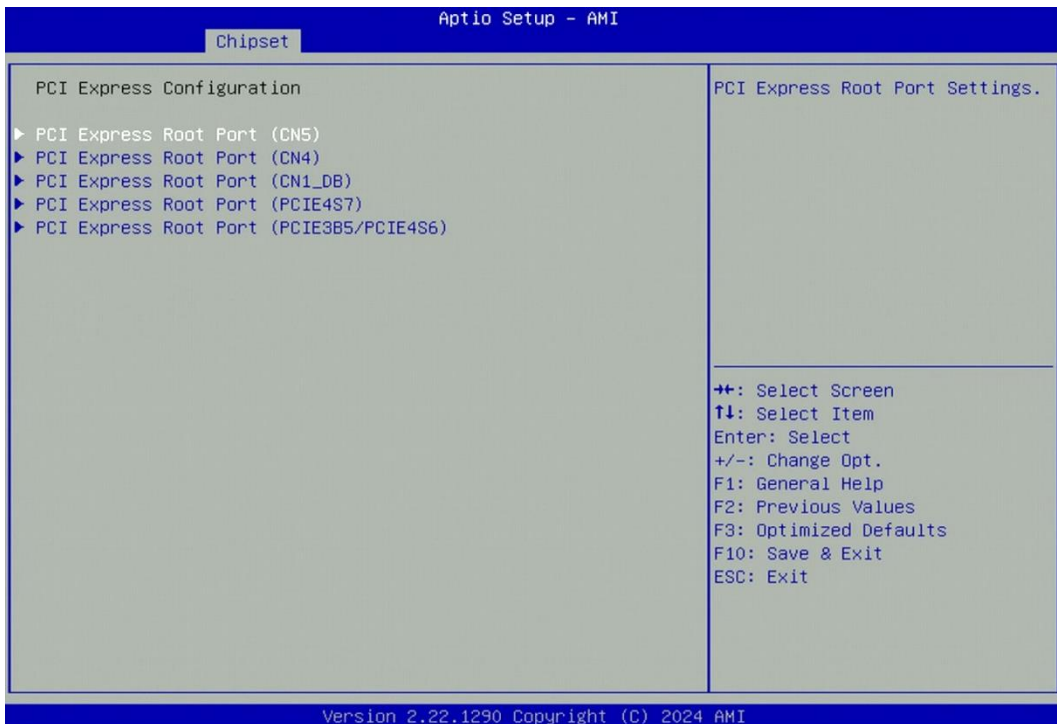 Aptio Setup – AMI
Chipset
PCI Express Configuration
▶ PCI Express Root Port (CN5)
▶ PCI Express Root Port (CN4)
▶ PCI Express Root Port (CN1_DB)
▶ PCI Express Root Port (PCIE4S7)
▶ PCI Express Root Port (PCIE3B5/PCIE4S6)
PCI Express Root Port Settings.
→←: Select Screen
↑↓: Select Item
Enter: Select
+/-: Change Opt.
F1: General Help
F2: Previous Values
F3: Optimized Defaults
F10: Save & Exit
ESC: Exit
Version 2.22.1290 Copyright (C) 2024 AMI